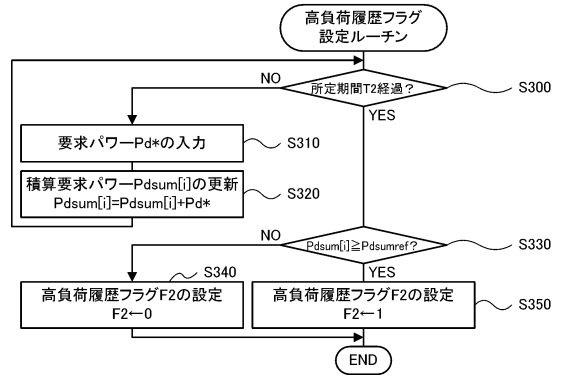 高負荷履歴フラグ
設定ルーチン
所定期間T2経過?
S300
NO
YES
要求パワーPd*の入力
S310
積算要求パワーPdsum[i]の更新
Pdsum[i]=Pdsum[i]+Pd*
S320
Pdsum[i]≧Pdsumref?
S330
NO
YES
S340
高負荷履歴フラグF2の設定
F2←0
高負荷履歴フラグF2の設定
F2←1
S350
END